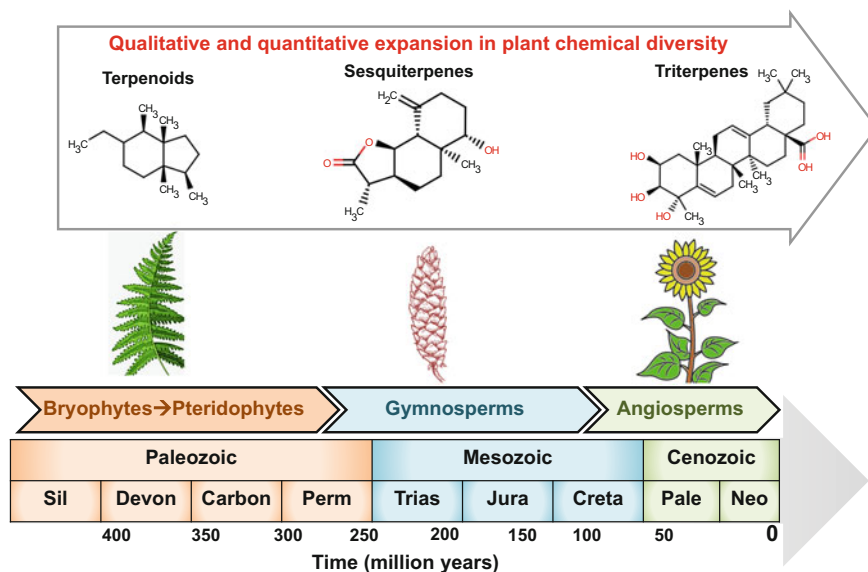 Qualitative and quantitative expansion in plant chemical diversity
Terpenoids
Sesquiterpenes
Triterpenes
CH₃
CH₃
H₃C
CH₃
CH₃
H₂C
O
O
OH
CH₃
H₃C
H₃C
CH₃
HO
HO
HO
CH₃
CH₃
CH₃
CH₃
CH₃
O
OH
OH
Bryophytes→Pteridophytes
Gymnosperms
Angiosperms
Paleozoic
Mesozoic
Cenozoic
Sil Devon Carbon Perm Trias Jura Creta Pale Neo
400 350 300 250 200 150 100 50 0
Time (million years)